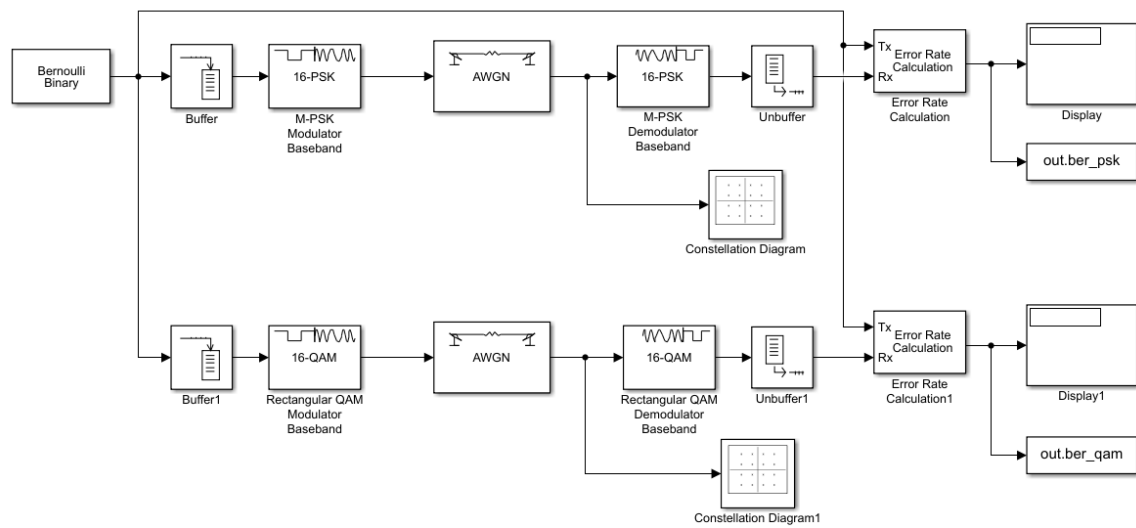 Bernoulli
Binary
Buffer
16-PSK
M-PSK
Modulator
Baseband
AWGN
16-PSK
M-PSK
Demodulator
Baseband
Unbuffer
Tx
Rx
Error Rate
Calculation
Error Rate
Calculation
Display
out.ber_psk
Constellation Diagram
Buffer1
16-QAM
Rectangular QAM
Modulator
Baseband
AWGN
16-QAM
Rectangular QAM
Demodulator
Baseband
Unbuffer1
Tx
Rx
Error Rate
Calculation
Error Rate
Calculation1
Display1
out.ber_qam
Constellation Diagram1